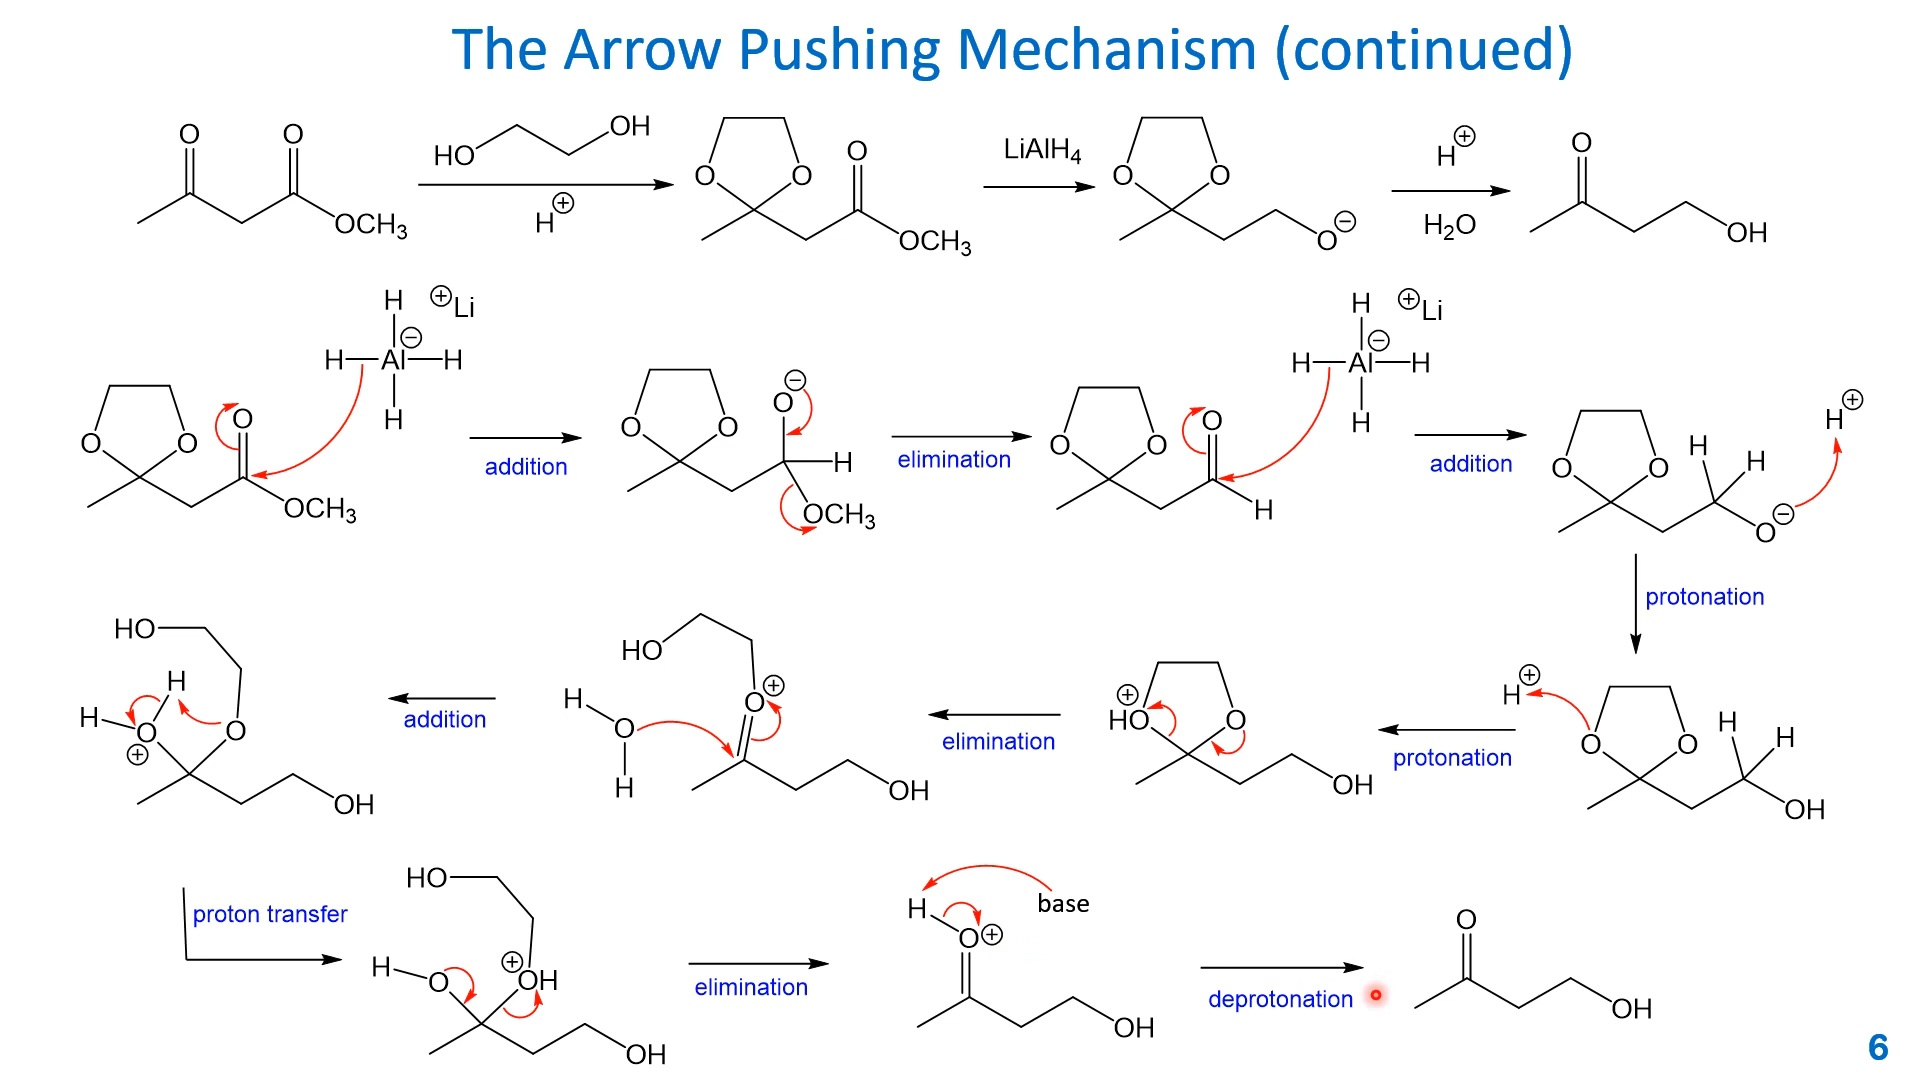 The Arrow Pushing Mechanism (continued)
O O OCH3
HO OH
H⊕
O O O OCH3
LiAlH4
O O O⊖
H⊕
H2O
O OH
H ⊕Li
H Al⊖ H
H
O O O OCH3
addition
O⊖
O O H
OCH3
elimination
H ⊕Li
H Al⊖ H
H
O O O H
addition
H⊕
O O H H O⊖
protonation
H⊕
O O H H OH
protonation
⊕
HO O OH
elimination
HO
O⊕
H O H
OH
addition
HO
H
H O⊕ O
OH
proton transfer
HO
H O ⊕ OH
OH
elimination
base
H
O⊕
OH
deprotonation
O
OH
6